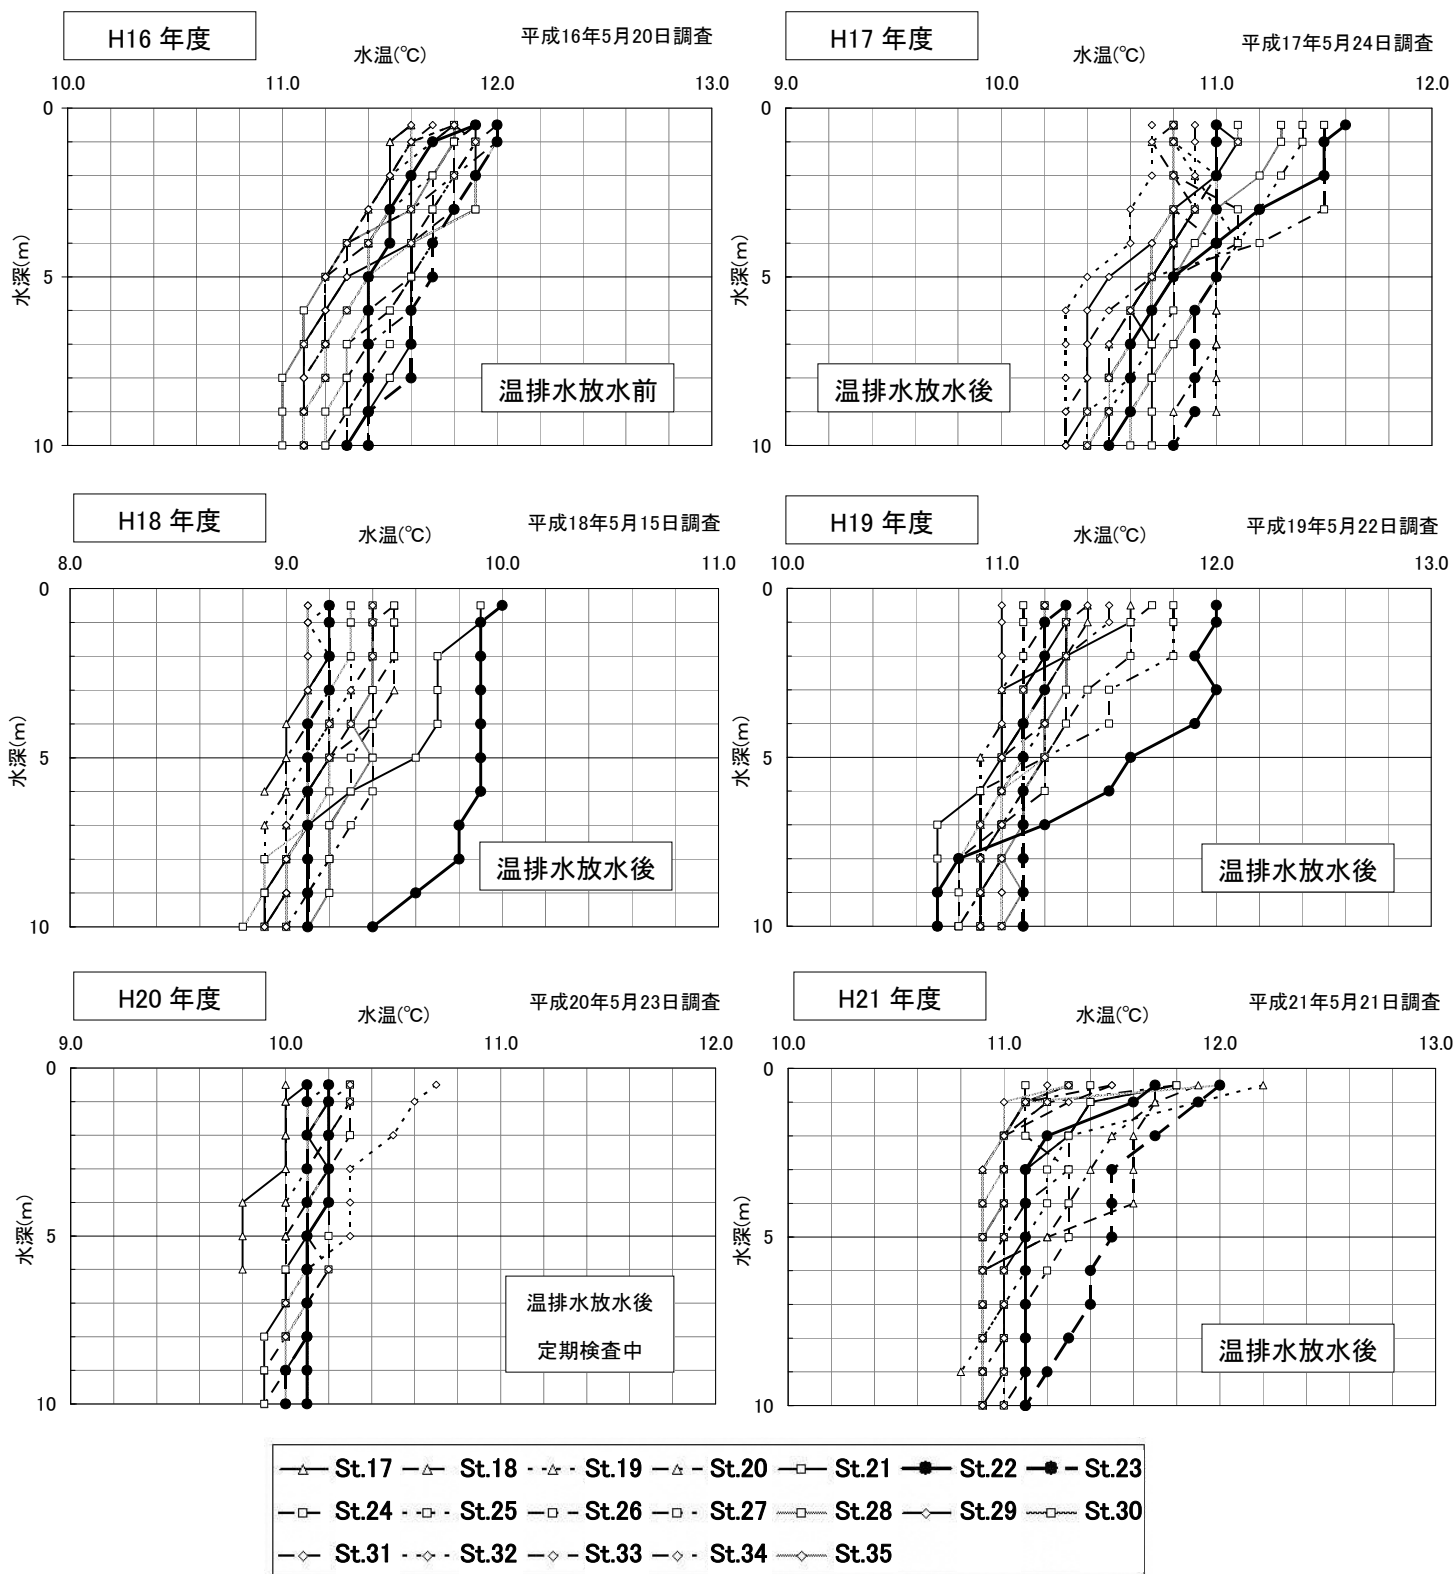 H16 年度
平成16年5月20日調査
水温(℃)
10.0 11.0 12.0 13.0
0
5
10
水深(m)
温排水放水前
H17 年度
平成17年5月24日調査
水温(℃)
9.0 10.0 11.0 12.0
0
5
10
水深(m)
温排水放水後
H18 年度
平成18年5月15日調査
水温(℃)
8.0 9.0 10.0 11.0
0
5
10
水深(m)
温排水放水後
H19 年度
平成19年5月22日調査
水温(℃)
10.0 11.0 12.0 13.0
0
5
10
水深(m)
温排水放水後
H20 年度
平成20年5月23日調査
水温(℃)
9.0 10.0 11.0 12.0
0
5
10
水深(m)
温排水放水後
定期検査中
H21 年度
平成21年5月21日調査
水温(℃)
10.0 11.0 12.0 13.0
0
5
10
水深(m)
温排水放水後
St.17 St.18 St.19 St.20 St.21 St.22 St.23
St.24 St.25 St.26 St.27 St.28 St.29 St.30
St.31 St.32 St.33 St.34 St.35